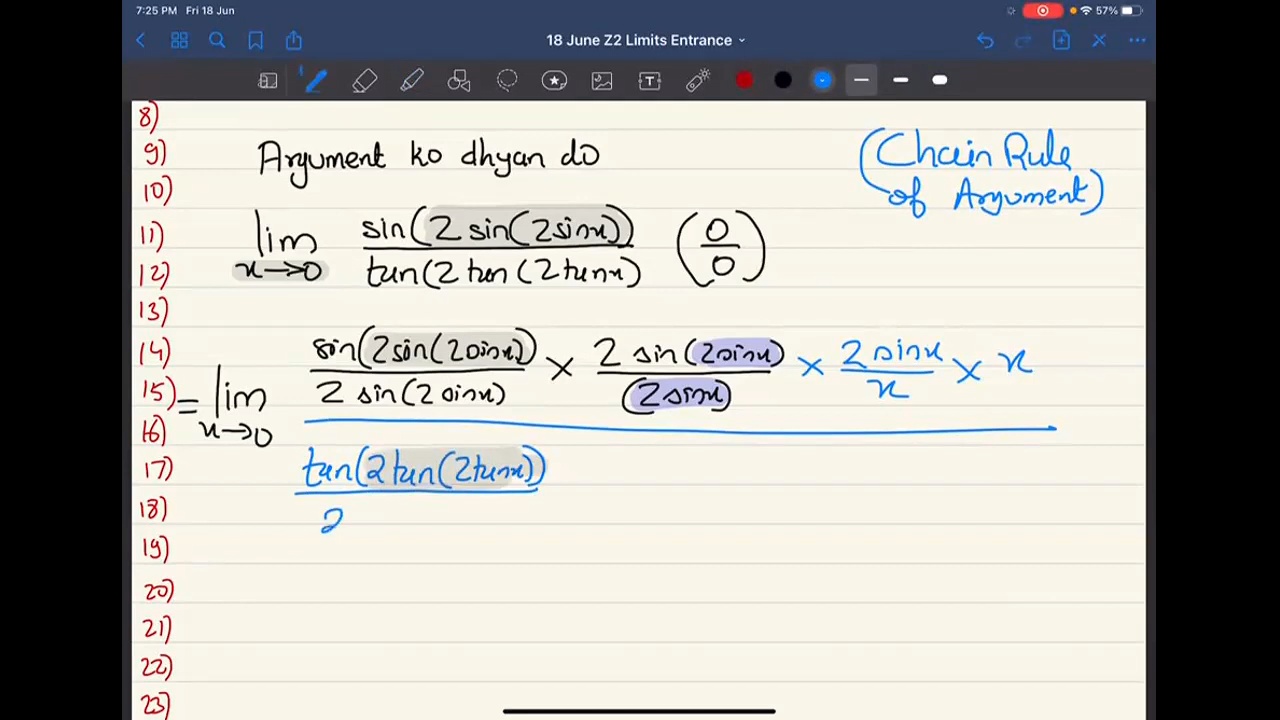 7:25 PM Fri 18 Jun
57%
18 June Z2 Limits Entrance
8)
9) Argument ko dhyan do (Chain Rule
10) of Argument)
11) lim sin(2 sin(2sinx)) (0
12) x→0 tan(2 tan (2tanx) 0)
13)
14) sin(2sin(2sinx)) × 2 sin(2sinx) × 2 sinx × x
15) = lim 2 sin(2 sinx) (2sinx) x
16) x→0
17) tan(2tan(2tanx))
18) 2
19)
20)
21)
22)
23)